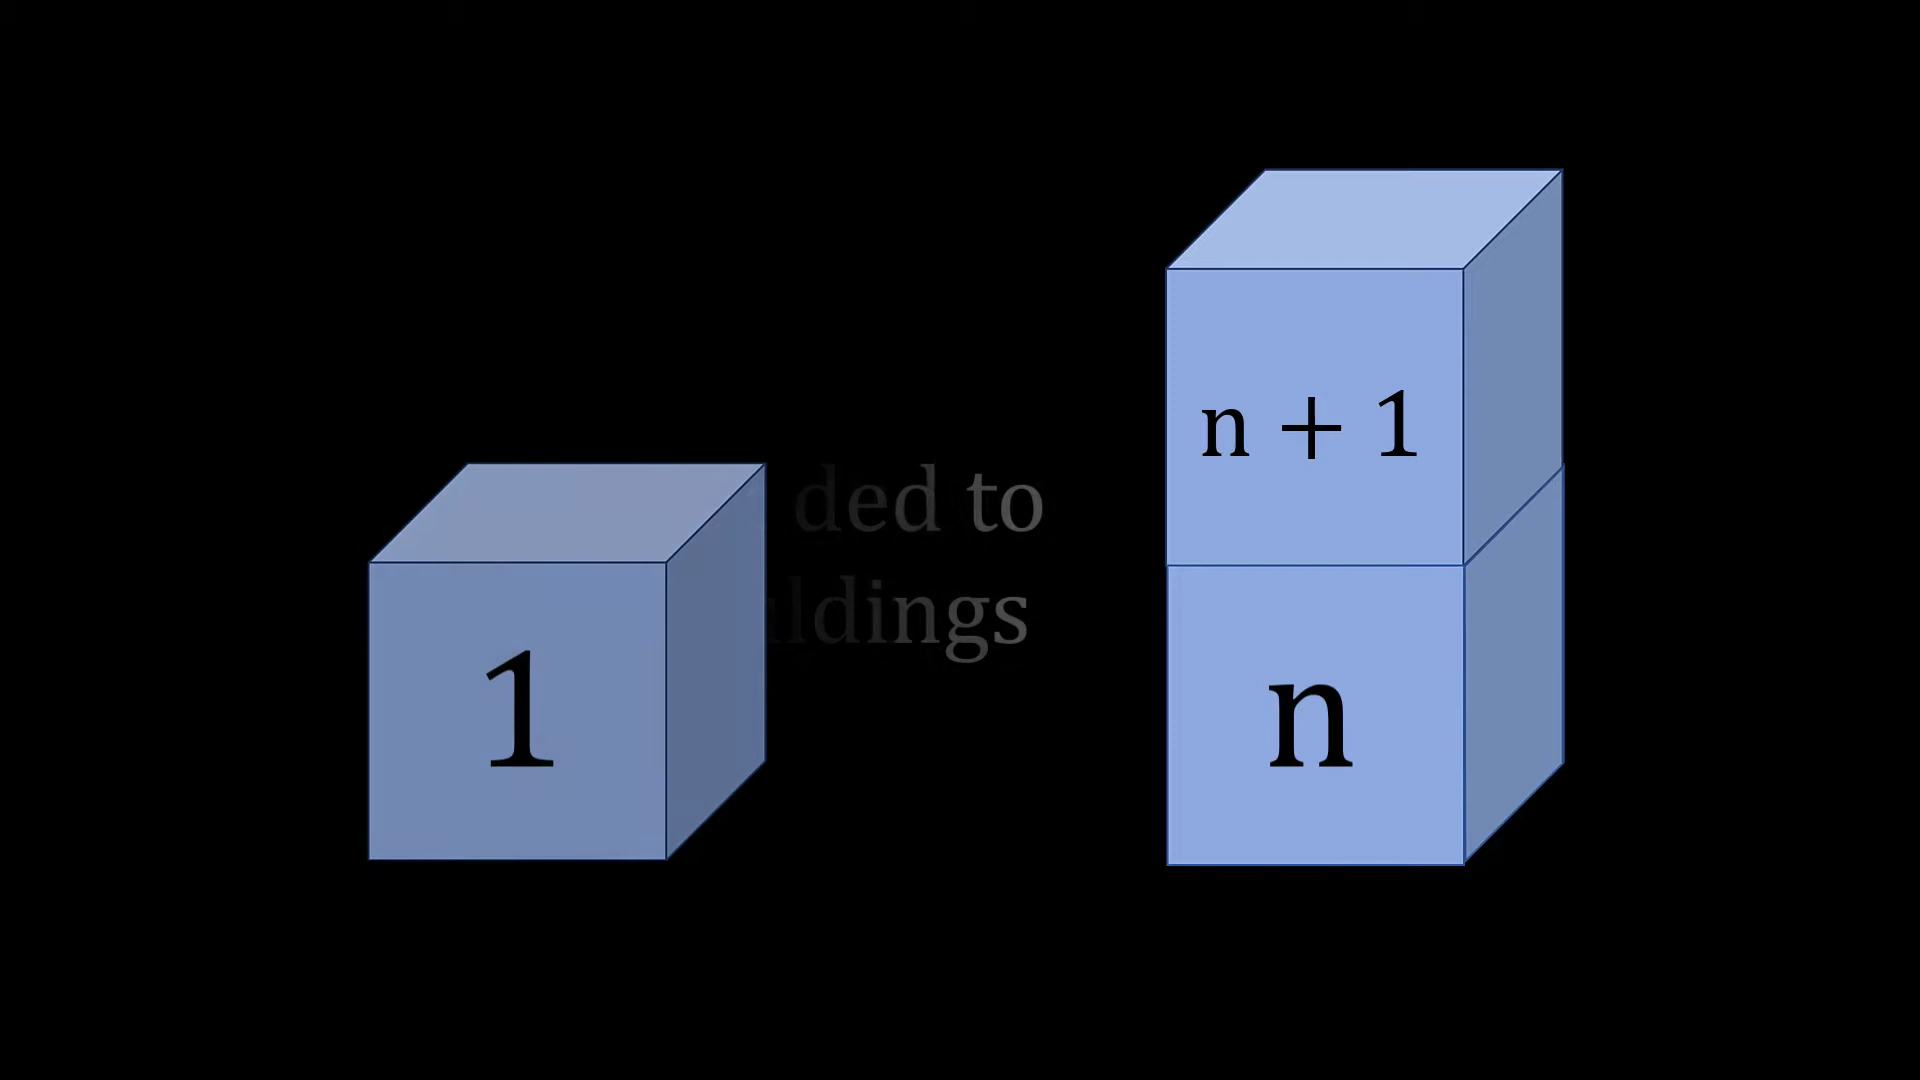 n + 1
ded to
ldings
1
n